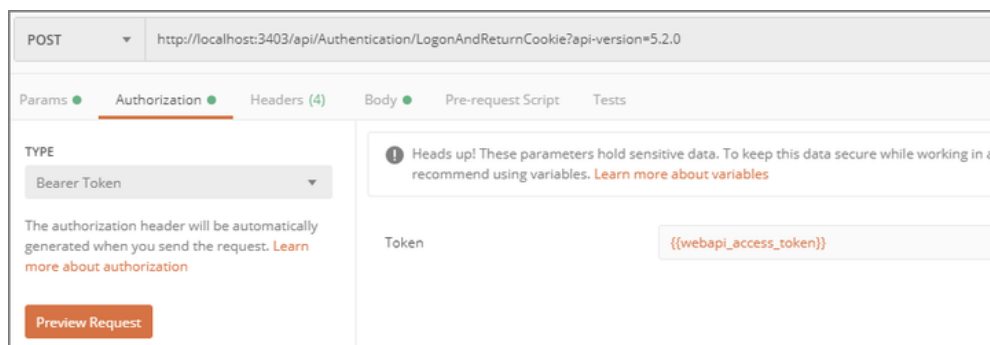 POST http://localhost:3403/api/Authentication/LogonAndReturnCookie?api-version=5.2.0
Params Authorization Headers (4) Body Pre-request Script Tests
TYPE
Bearer Token
The authorization header will be automatically
generated when you send the request. Learn
more about authorization
Preview Request
Heads up! These parameters hold sensitive data. To keep this data secure while working in a
recommend using variables. Learn more about variables
Token {{webapi_access_token}}